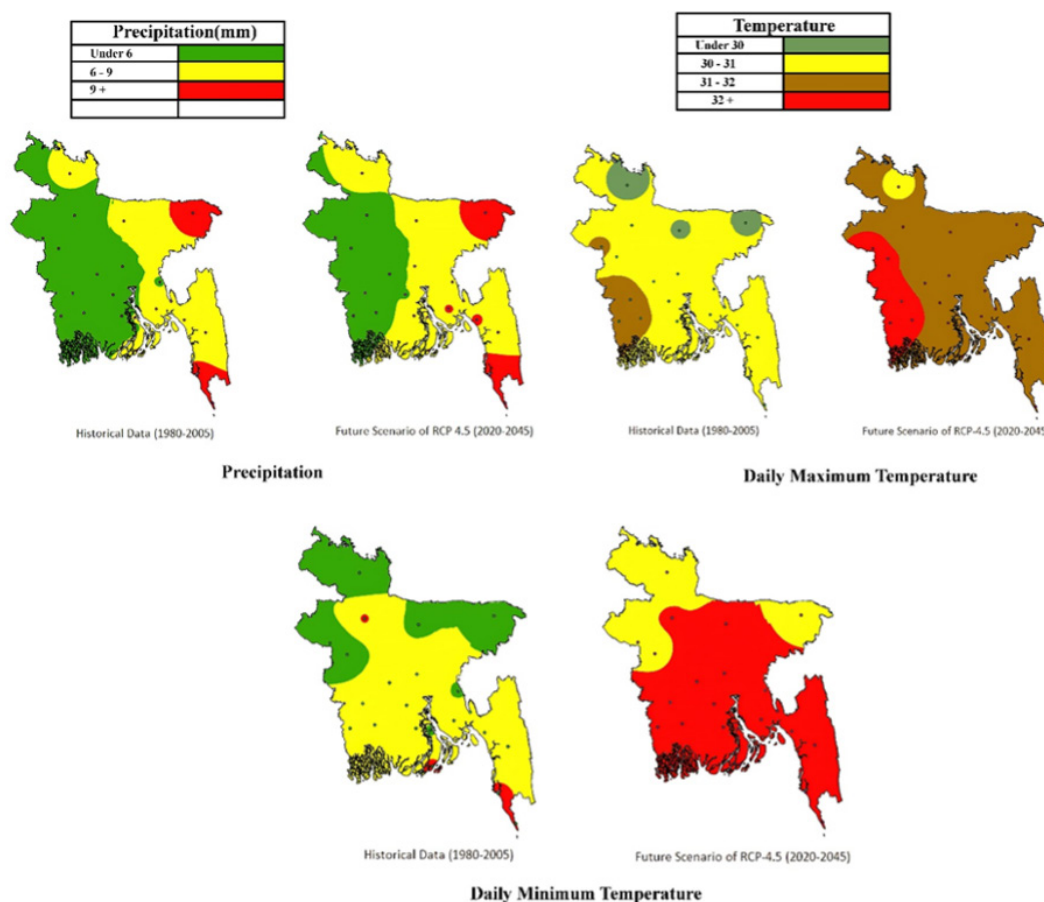 Precipitation(mm)
Under 6
6 - 9
9 +
Temperature
Under 30
30 - 31
31 - 32
32 +
Historical Data (1980-2005)
Future Scenario of RCP 4.5 (2020-2045)
Historical Data (1980-2005)
Future Scenario of RCP-4.5 (2020-2045
Precipitation
Daily Maximum Temperature
Historical Data (1980-2005)
Future Scenario of RCP-4.5 (2020-2045)
Daily Minimum Temperature